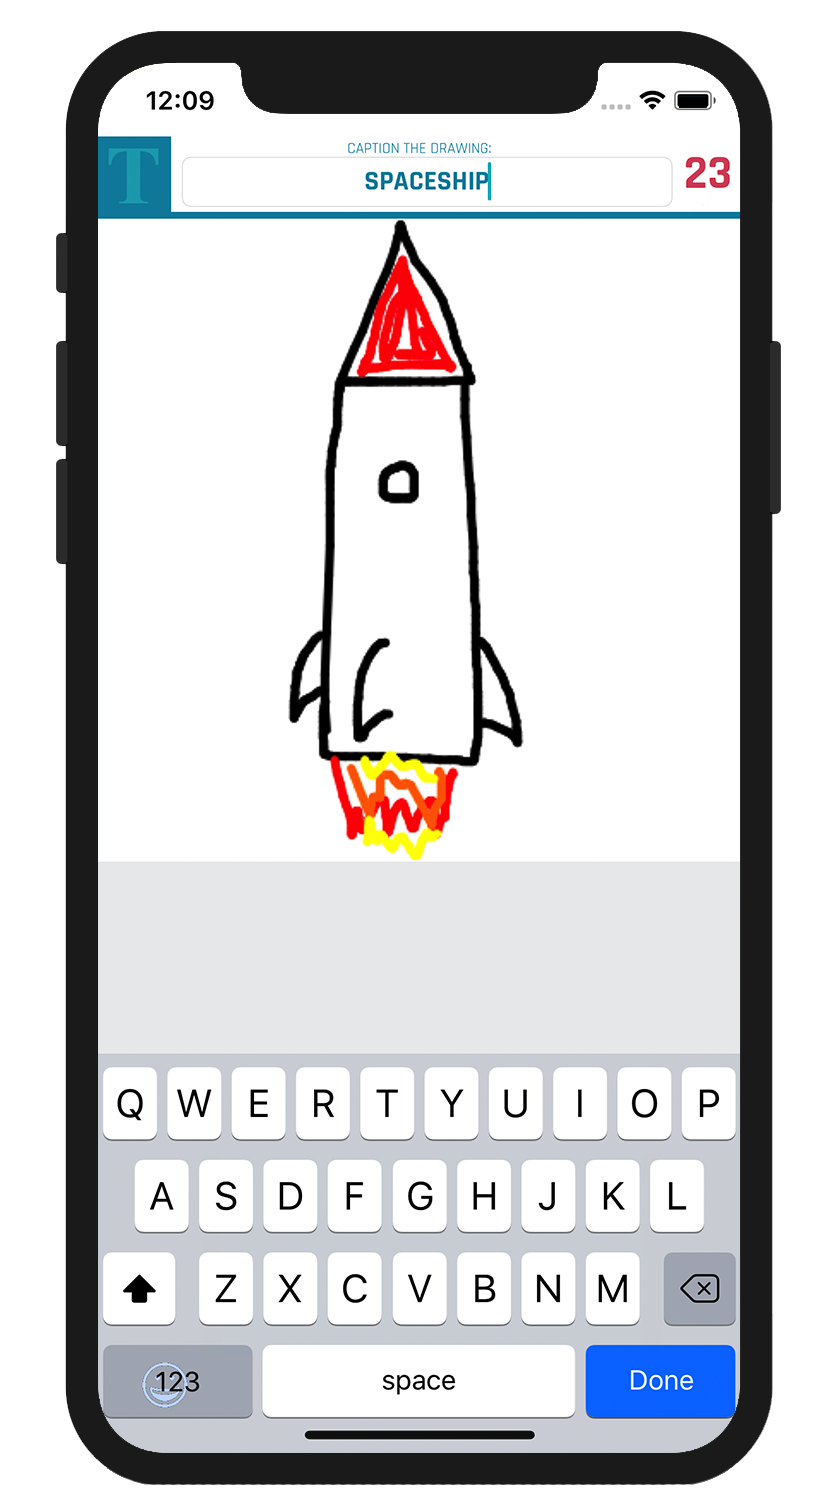 12:09
T
CAPTION THE DRAWING:
SPACESHIP
23
Q W E R T Y U I O P
A S D F G H J K L
Z X C V B N M
123 space Done